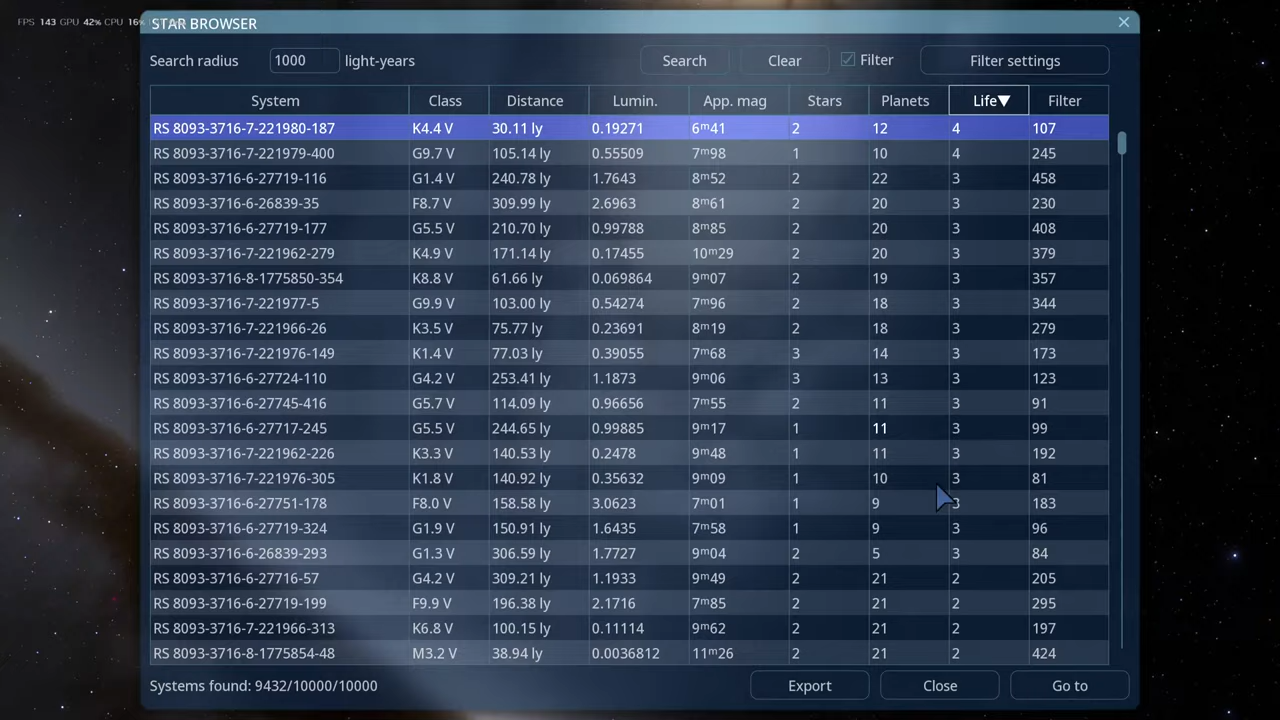 FPS 143 GPU 42% CPU 16%
STAR BROWSER
Search radius 1000 light-years Search Clear Filter Filter settings
System Class Distance Lumin. App. mag Stars Planets Life▼ Filter
RS 8093-3716-7-221980-187 K4.4 V 30.11 ly 0.19271 6ᵐ41 2 12 4 107
RS 8093-3716-7-221979-400 G9.7 V 105.14 ly 0.55509 7ᵐ98 1 10 4 245
RS 8093-3716-6-27719-116 G1.4 V 240.78 ly 1.7643 8ᵐ52 2 22 3 458
RS 8093-3716-6-26839-35 F8.7 V 309.99 ly 2.6963 8ᵐ61 2 20 3 230
RS 8093-3716-6-27719-177 G5.5 V 210.70 ly 0.99788 8ᵐ85 2 20 3 408
RS 8093-3716-7-221962-279 K4.9 V 171.14 ly 0.17455 10ᵐ29 2 20 3 379
RS 8093-3716-8-1775850-354 K8.8 V 61.66 ly 0.069864 9ᵐ07 2 19 3 357
RS 8093-3716-7-221977-5 G9.9 V 103.00 ly 0.54274 7ᵐ96 2 18 3 344
RS 8093-3716-7-221966-26 K3.5 V 75.77 ly 0.23691 8ᵐ19 2 18 3 279
RS 8093-3716-7-221976-149 K1.4 V 77.03 ly 0.39055 7ᵐ68 3 14 3 173
RS 8093-3716-6-27724-110 G4.2 V 253.41 ly 1.1873 9ᵐ06 3 13 3 123
RS 8093-3716-6-27745-416 G5.7 V 114.09 ly 0.96656 7ᵐ55 2 11 3 91
RS 8093-3716-6-27717-245 G5.5 V 244.65 ly 0.99885 9ᵐ17 1 11 3 99
RS 8093-3716-7-221962-226 K3.3 V 140.53 ly 0.2478 9ᵐ48 1 11 3 192
RS 8093-3716-7-221976-305 K1.8 V 140.92 ly 0.35632 9ᵐ09 1 10 3 81
RS 8093-3716-6-27751-178 F8.0 V 158.58 ly 3.0623 7ᵐ01 1 9 3 183
RS 8093-3716-6-27719-324 G1.9 V 150.91 ly 1.6435 7ᵐ58 1 9 3 96
RS 8093-3716-6-26839-293 G1.3 V 306.59 ly 1.7727 9ᵐ04 2 5 3 84
RS 8093-3716-6-27716-57 G4.2 V 309.21 ly 1.1933 9ᵐ49 2 21 2 205
RS 8093-3716-6-27719-199 F9.9 V 196.38 ly 2.1716 7ᵐ85 2 21 2 295
RS 8093-3716-7-221966-313 K6.8 V 100.15 ly 0.11114 9ᵐ62 2 21 2 197
RS 8093-3716-8-1775854-48 M3.2 V 38.94 ly 0.0036812 11ᵐ26 2 21 2 424
Systems found: 9432/10000/10000 Export Close Go to